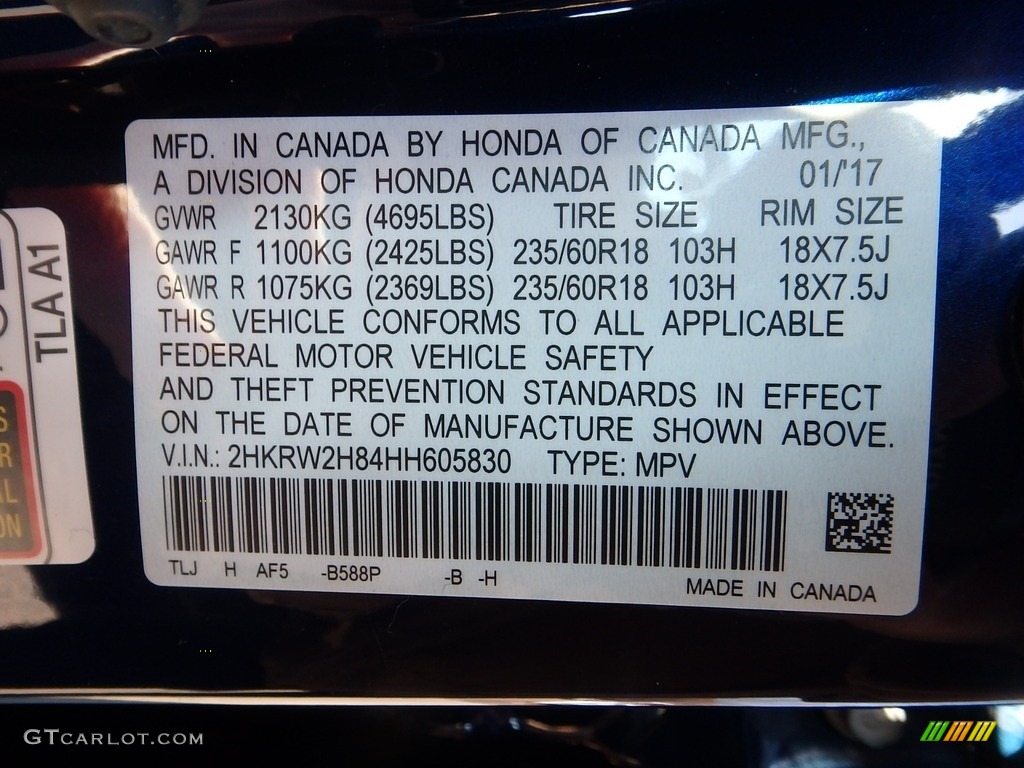 MFD. IN CANADA BY HONDA OF CANADA MFG.,
A DIVISION OF HONDA CANADA INC. 01/'17
GVWR 2130KG (4695LBS) TIRE SIZE RIM SIZE
GAWR F 1100KG (2425LBS) 235/60R18 103H 18X7.5J
GAWR R 1075KG (2369LBS) 235/60R18 103H 18X7.5J
THIS VEHICLE CONFORMS TO ALL APPLICABLE
FEDERAL MOTOR VEHICLE SAFETY
AND THEFT PREVENTION STANDARDS IN EFFECT
ON THE DATE OF MANUFACTURE SHOWN ABOVE.
V.I.N.: 2HKRW2H84HH605830 TYPE: MPV
TLJ H AF5 -B588P -B -H
MADE IN CANADA
TLA A1
GTCARLOT.COM